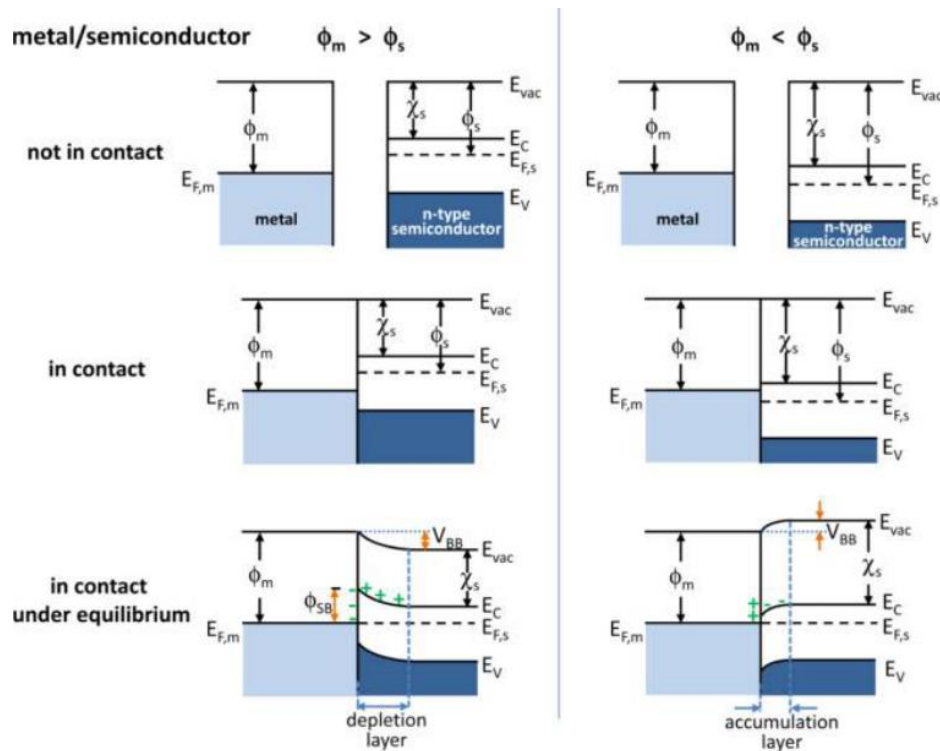 metal/semiconductor
ϕm > ϕs
ϕm < ϕs
not in contact
ϕm
EF,m
metal
χs
ϕs
Evac
EC
EF,s
EV
n-type
semiconductor
ϕm
EF,m
metal
χs
ϕs
Evac
EC
EF,s
EV
n-type
semiconductor
in contact
ϕm
EF,m
χs
ϕs
Evac
EC
EF,s
EV
ϕm
EF,m
χs
ϕs
Evac
EC
EF,s
EV
in contact
under equilibrium
ϕm
EF,m
ϕSB
VBB
Evac
χs
EC
EF,s
EV
depletion
layer
ϕm
EF,m
VBB
Evac
χs
EC
EF,s
EV
accumulation
layer